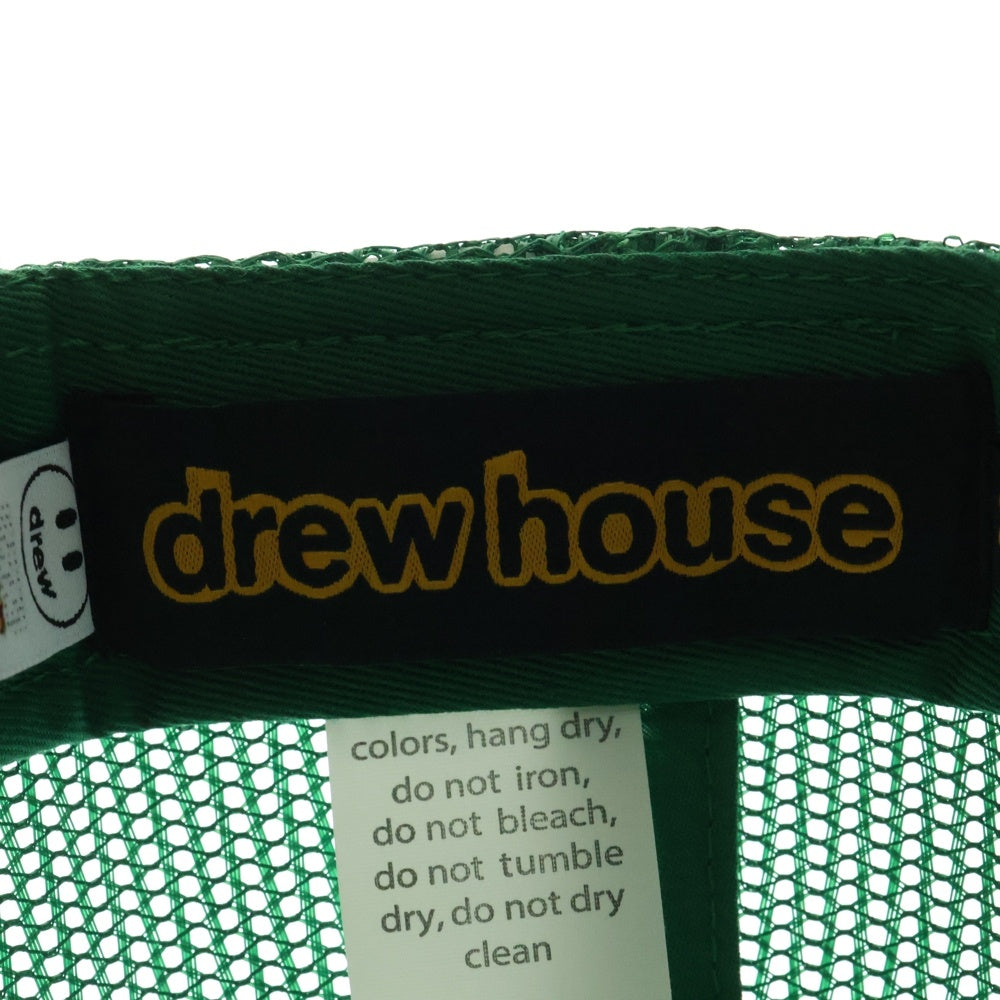 drew house
drew
colors, hang dry,
do not iron,
do not bleach,
do not tumble
dry, do not dry
clean